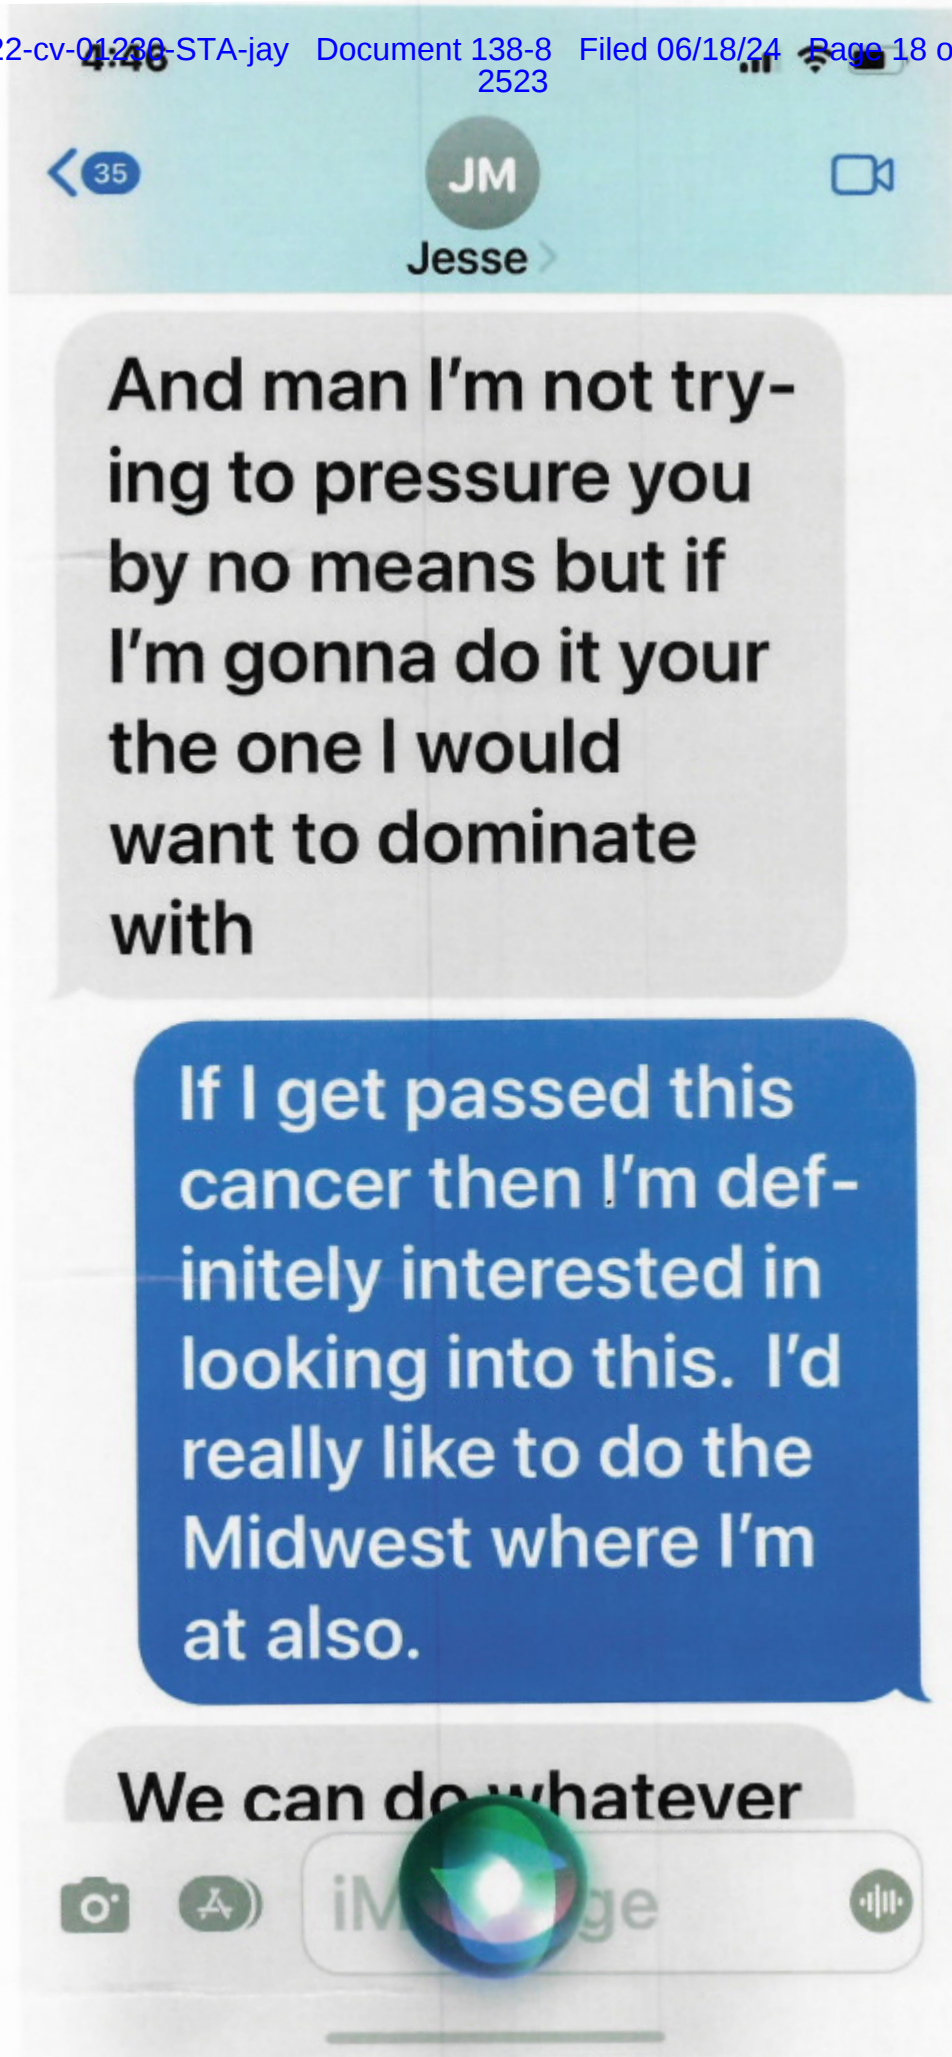 22-cv-01230-STA-jay Document 138-8 Filed 06/18/24 Page 18 o
2523
4:46
35
JM
Jesse
And man I'm not try-
ing to pressure you
by no means but if
I'm gonna do it your
the one I would
want to dominate
with
If I get passed this
cancer then I'm def-
initely interested in
looking into this.  I'd
really like to do the
Midwest where I'm
at also.
We can do whatever